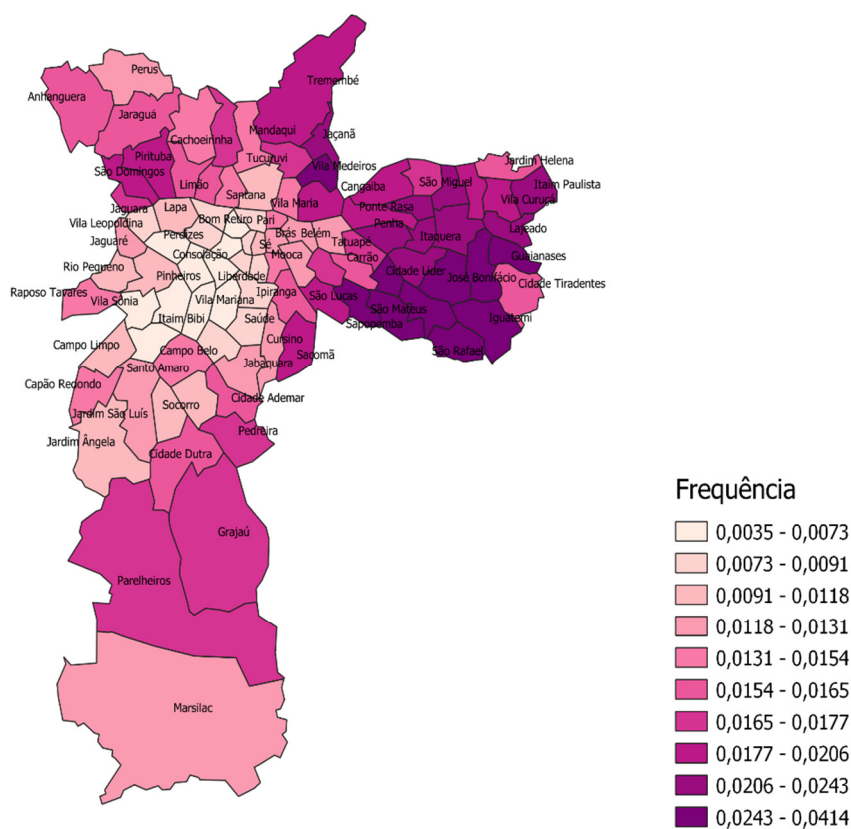 Perus
Tremembé
Anhanguera
Jaraguá
Mandaqui
Jaçanã
Cachoeirinha
Tucuruvi
Pirituba
São Domingos
Vila Medeiros
Jardim Helena
Limão
Cangaíba
São Miguel
Itaim Paulista
Santana
Vila Maria
Vila Curuçá
Jaguara
Lapa
Ponte Rasa
Vila Leopoldina
Bom Retiro
Pari
Penha
Lajeado
Perdizes
Brás
Belém
Itaquera
Jaguaré
Sé
Tatuapé
Consolação
Mooca
Carrão
Guaianases
Rio Pequeno
Pinheiros
Liberdade
Cidade Líder
José Bonifácio
Cidade Tiradentes
Raposo Tavares
Vila Sônia
Vila Mariana
Ipiranga
São Lucas
São Mateus
Itaim Bibi
Saúde
Sapopemba
Iguatemi
Campo Limpo
Campo Belo
Cursino
Sacomã
São Rafael
Santo Amaro
Jabaquara
Capão Redondo
Cidade Ademar
Jardim São Luís
Socorro
Jardim Ângela
Pedreira
Cidade Dutra
Grajaú
Parelheiros
Marsilac
Frequência
0,0035 - 0,0073
0,0073 - 0,0091
0,0091 - 0,0118
0,0118 - 0,0131
0,0131 - 0,0154
0,0154 - 0,0165
0,0165 - 0,0177
0,0177 - 0,0206
0,0206 - 0,0243
0,0243 - 0,0414